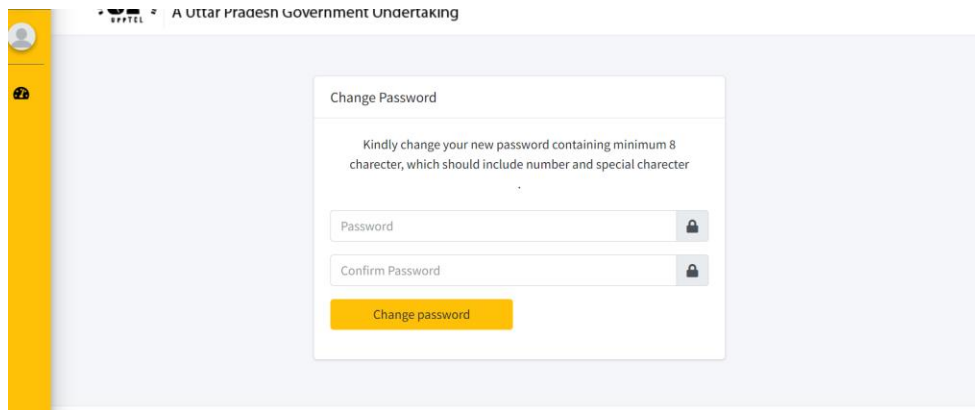 UPPTEL A Uttar Pradesh Government Undertaking
Change Password
Kindly change your new password containing minimum 8
charecter, which should include number and special charecter
.
Password
Confirm Password
Change password